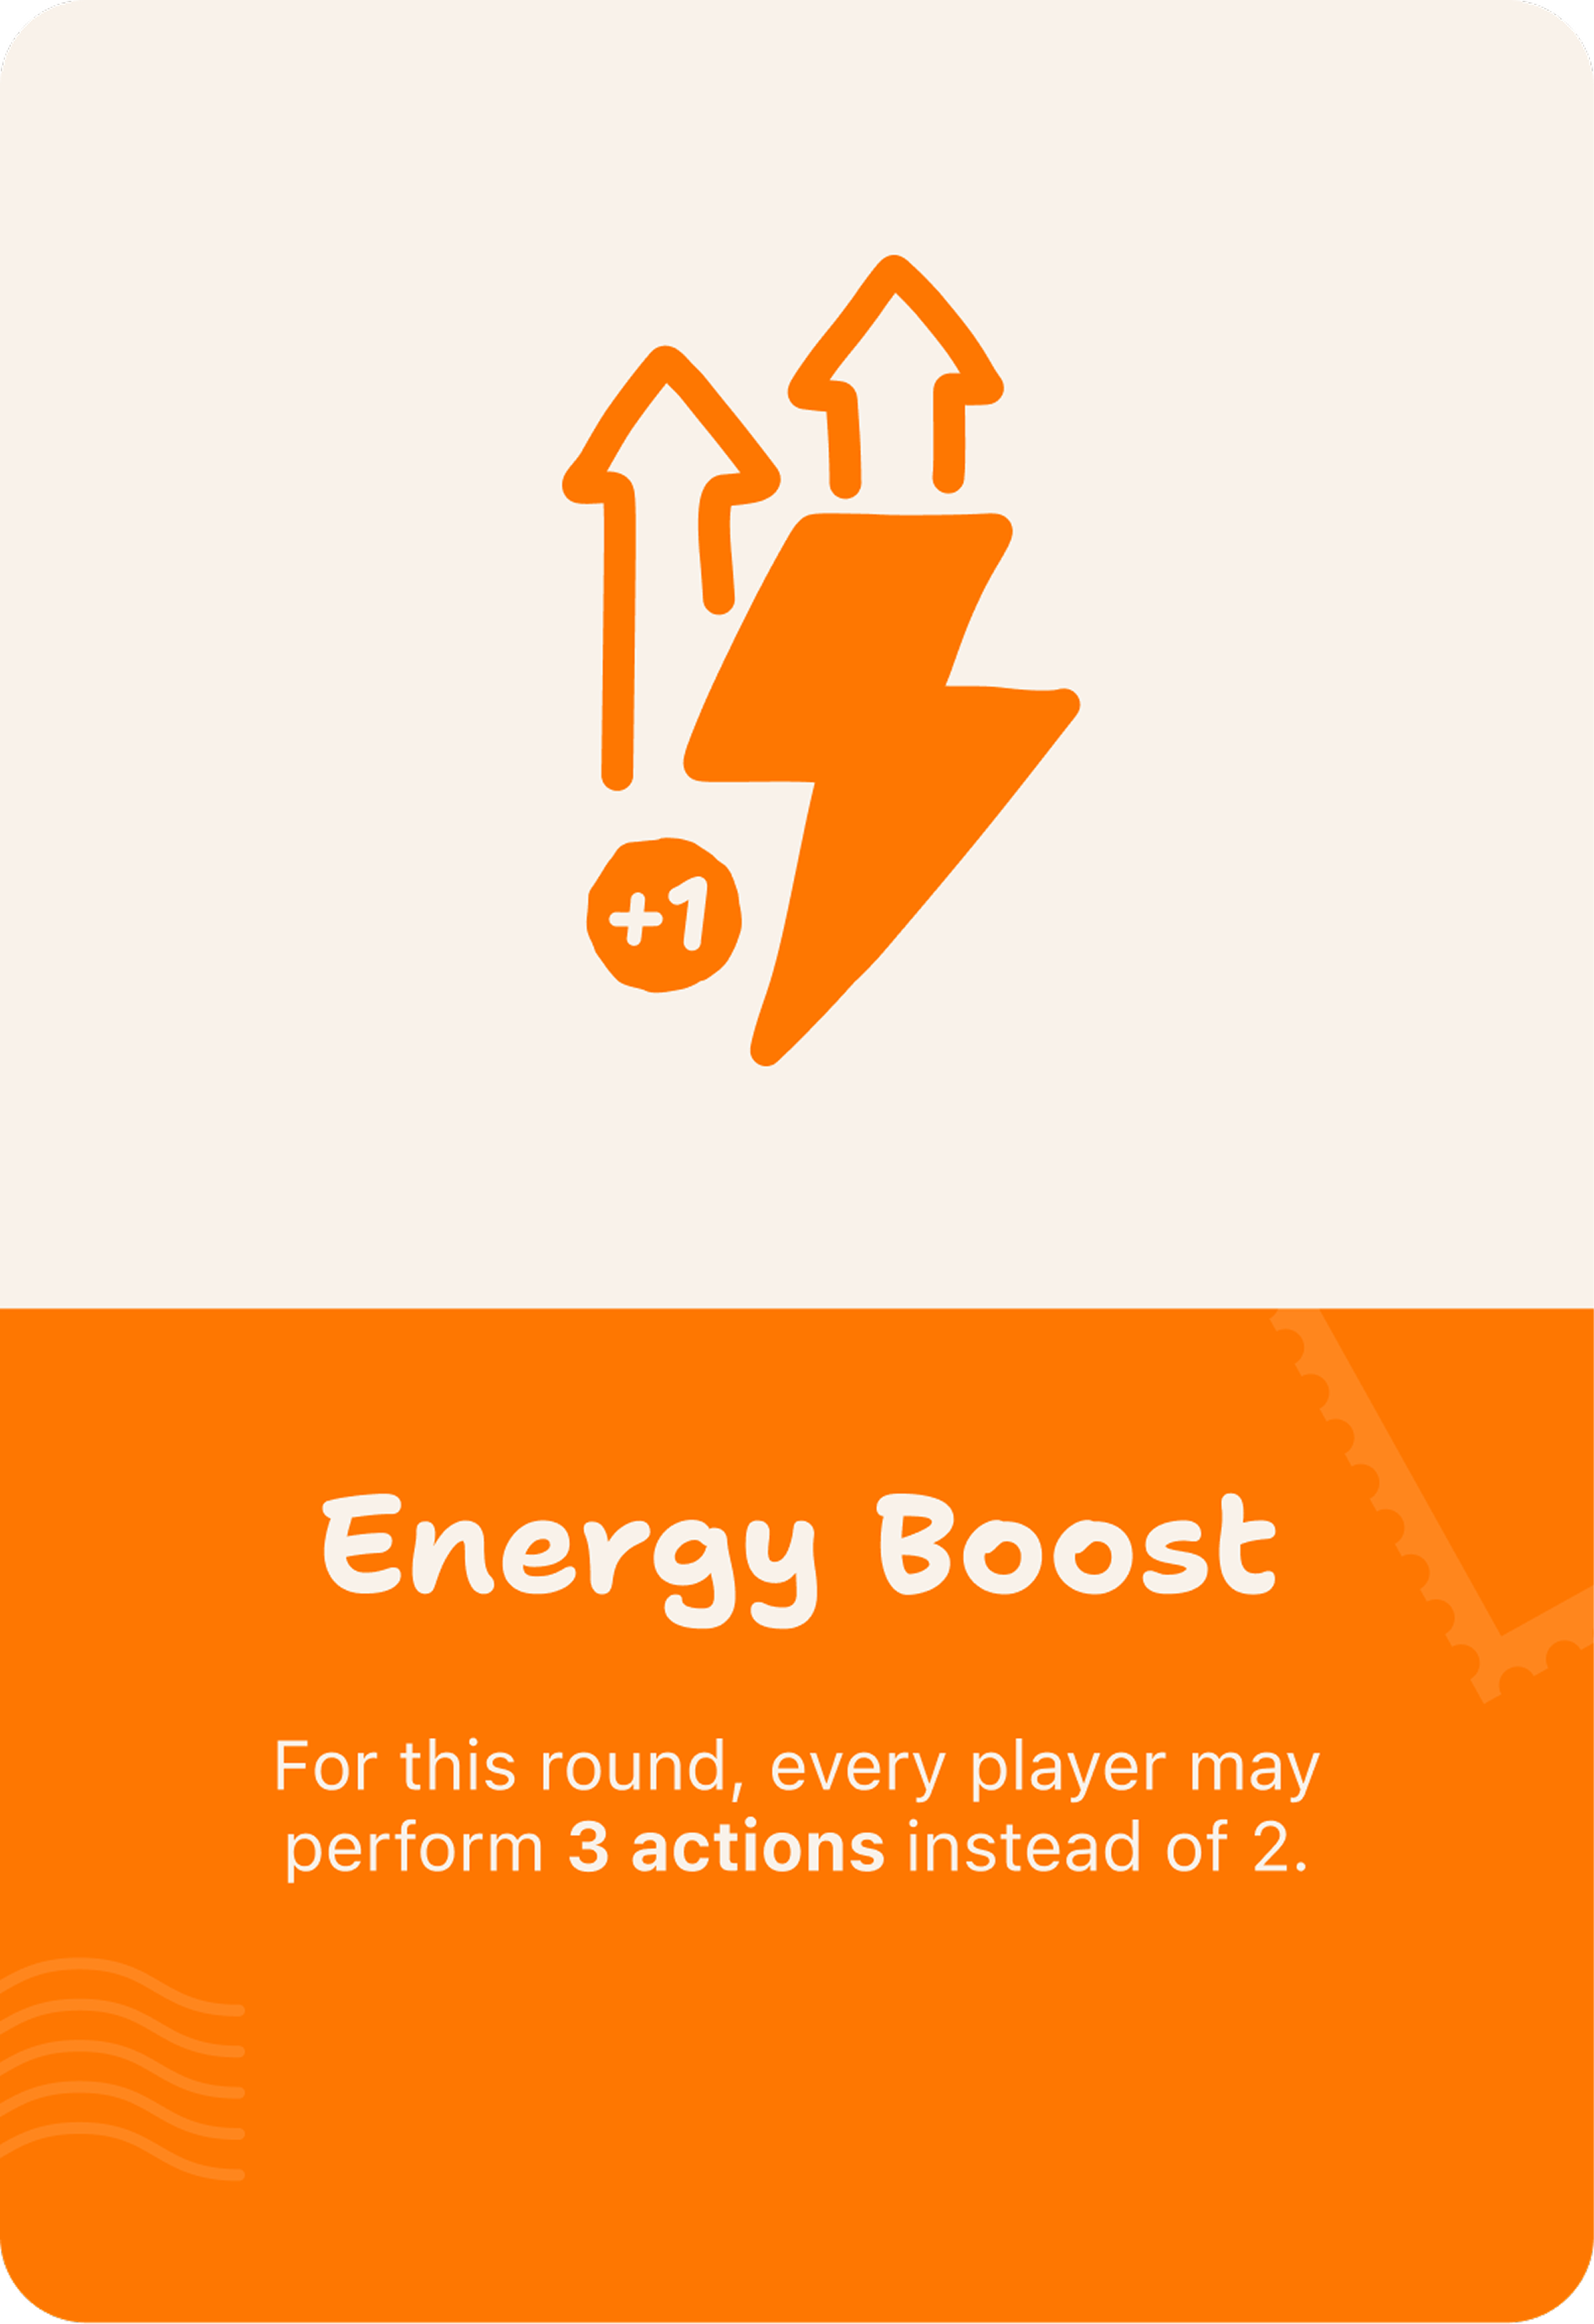 +1
Energy Boost
For this round, every player may
perform 3 actions instead of 2.